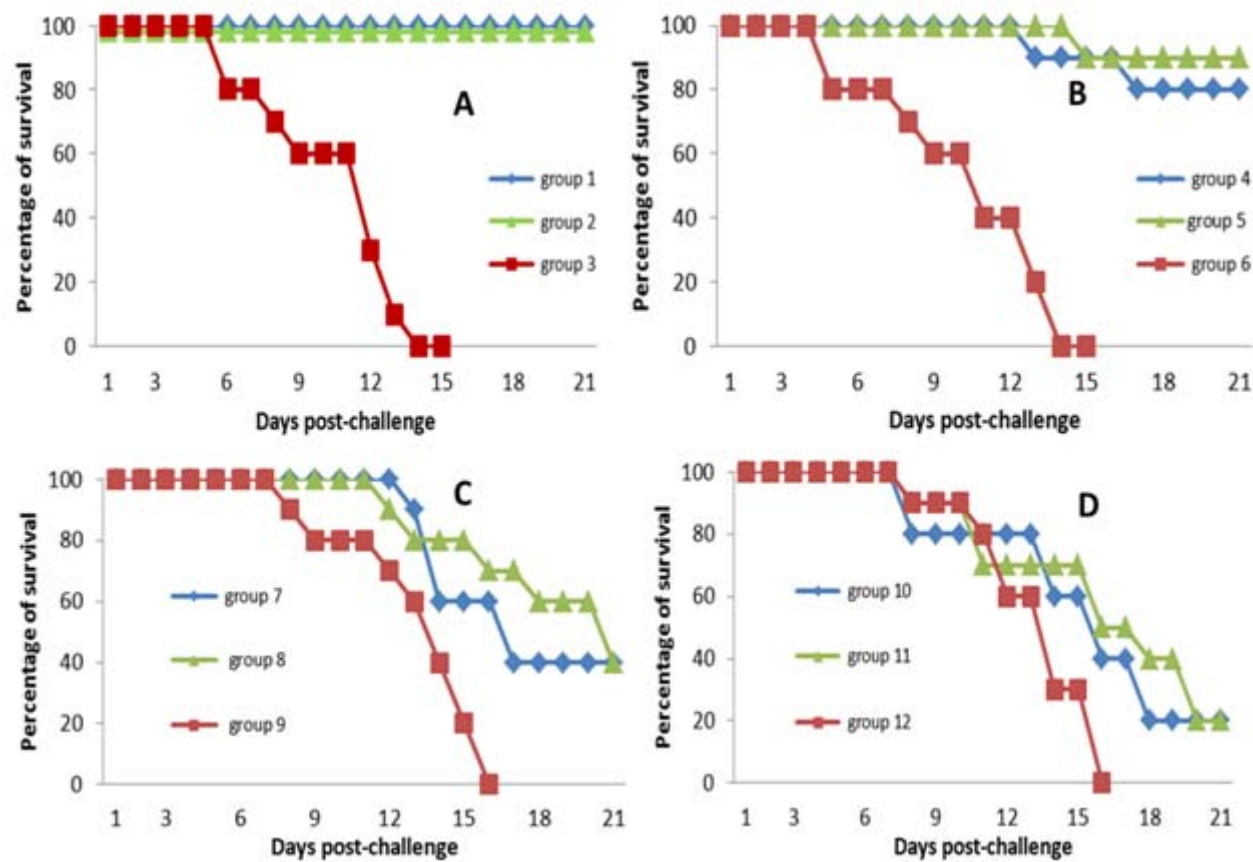 A
Percentage of survival
100
80
60
40
20
0
group 1
group 2
group 3
1 3 6 9 12 15 18 21
Days post-challenge
B
Percentage of survival
100
80
60
40
20
0
group 4
group 5
group 6
1 3 6 9 12 15 18 21
Days post-challenge
C
Percentage of survival
100
80
60
40
20
0
group 7
group 8
group 9
1 3 6 9 12 15 18 21
Days post-challenge
D
Percentage of survival
100
80
60
40
20
0
group 10
group 11
group 12
1 3 6 9 12 15 18 21
Days post-challenge